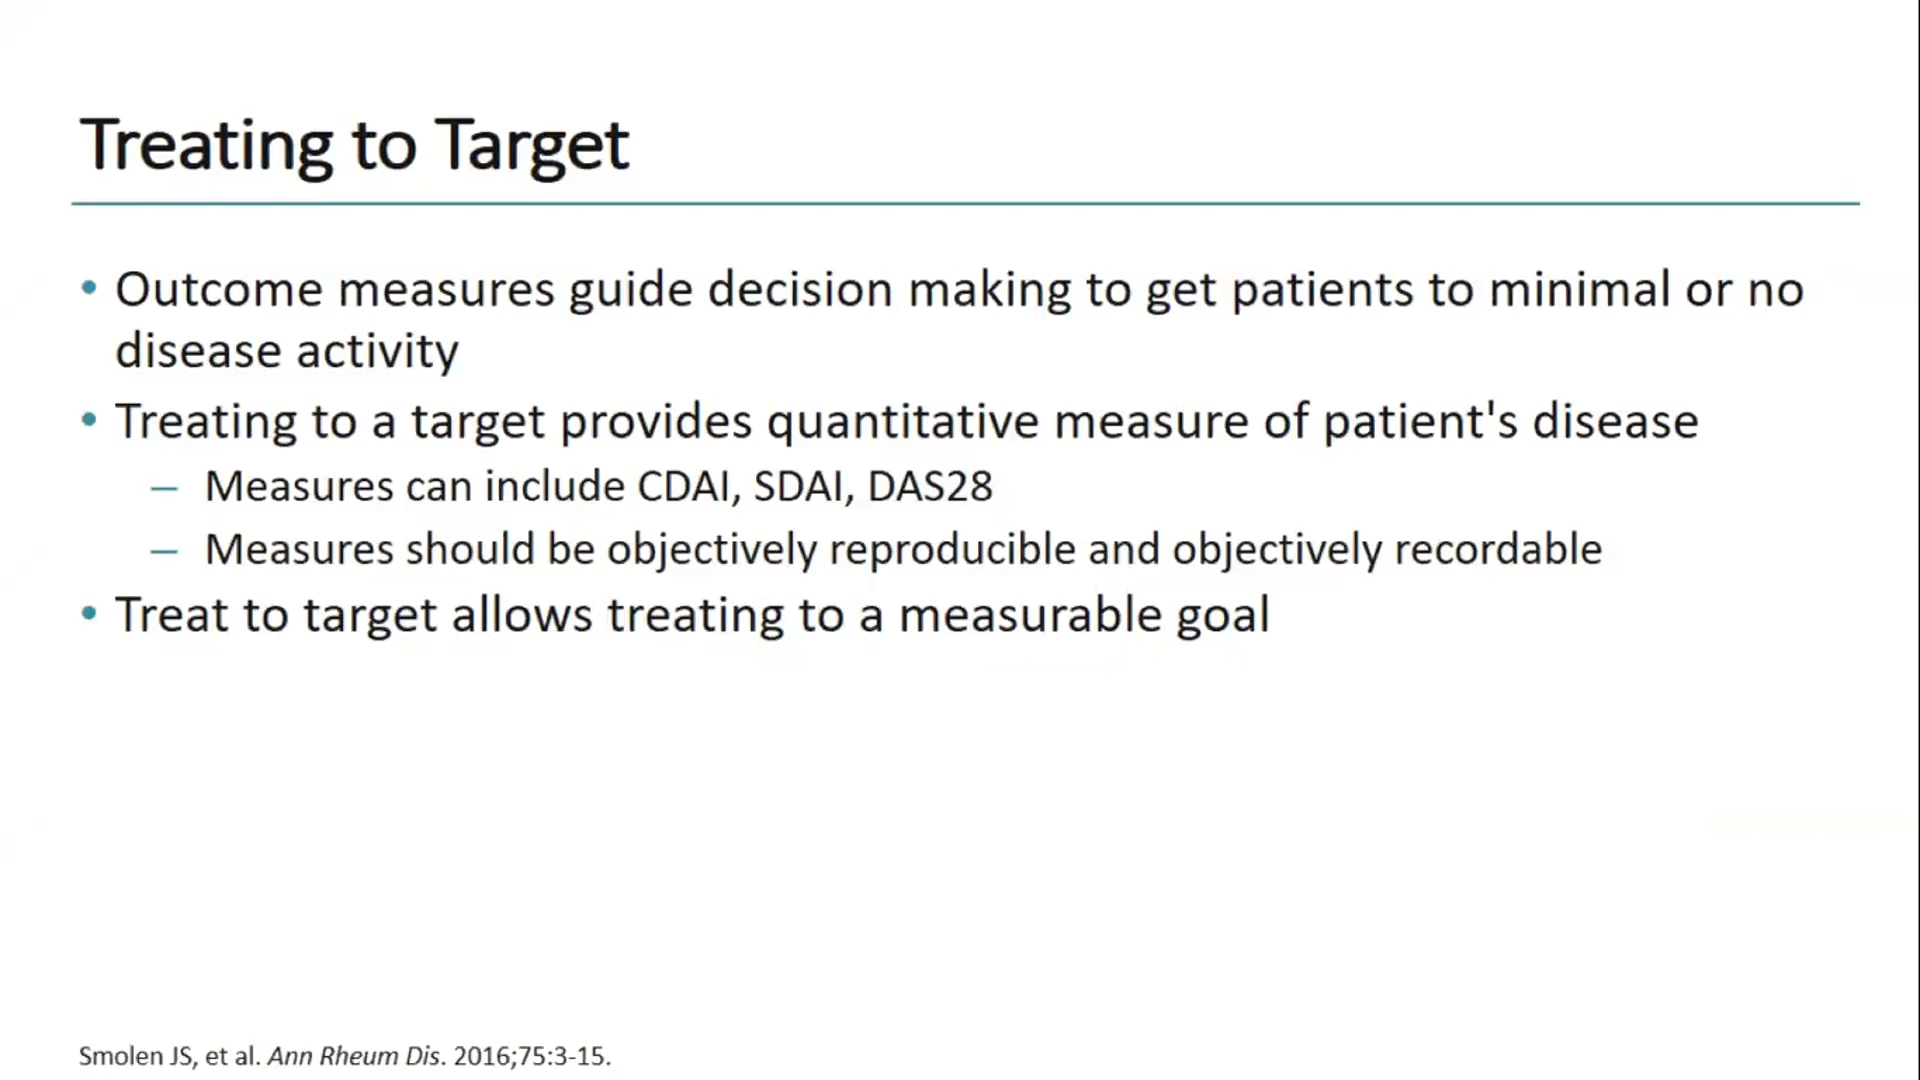 Treating to Target
• Outcome measures guide decision making to get patients to minimal or no
disease activity
• Treating to a target provides quantitative measure of patient's disease
– Measures can include CDAI, SDAI, DAS28
– Measures should be objectively reproducible and objectively recordable
• Treat to target allows treating to a measurable goal
Smolen JS, et al. Ann Rheum Dis. 2016;75:3-15.